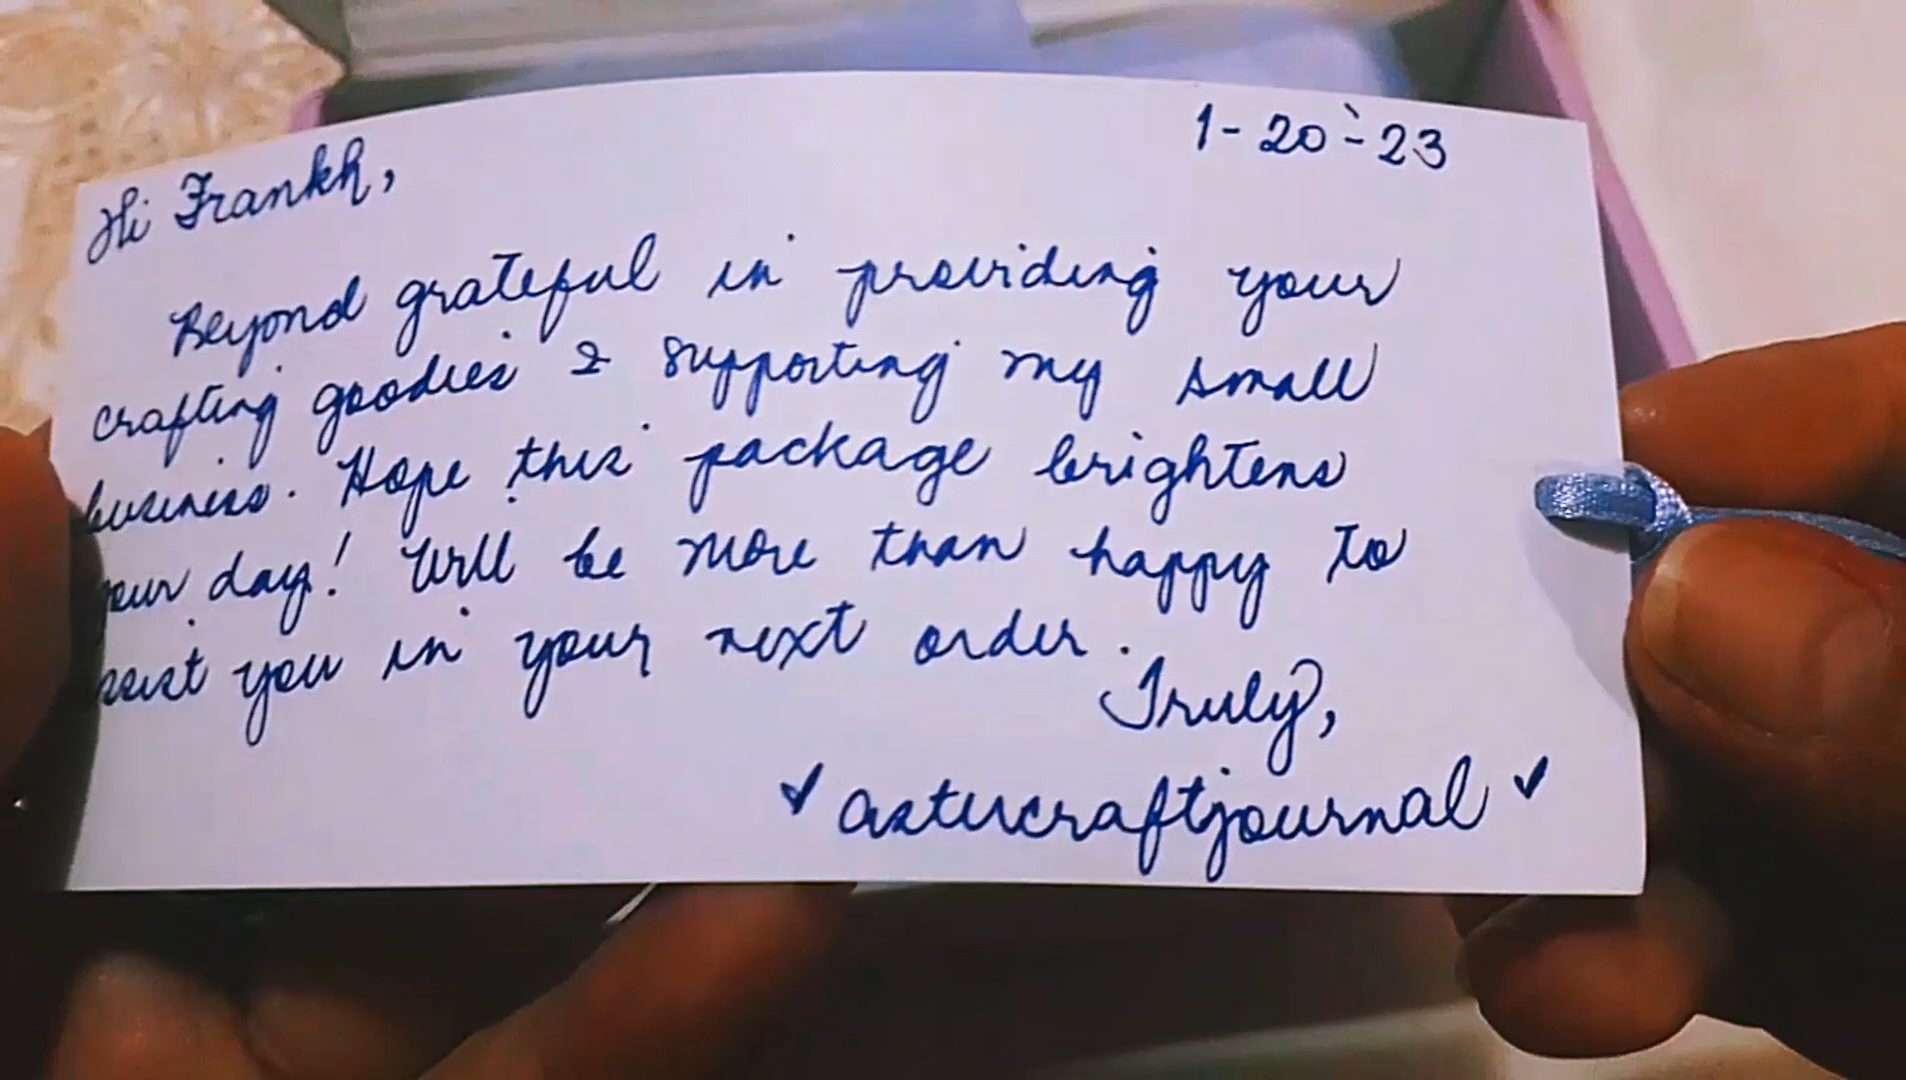 1-20-23
Hi Frankh,
Beyond grateful in providing your
crafting goodies & supporting my small
business. Hope this package brightens
your day! Will be more than happy to
assist you in your next order.
Truly,
✓ astercraftjournal ✓